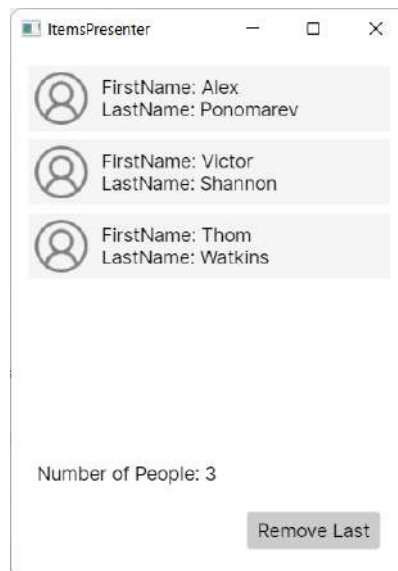 ItemsPresenter
FirstName: Alex
LastName: Ponomarev
FirstName: Victor
LastName: Shannon
FirstName: Thom
LastName: Watkins
Number of People: 3
Remove Last